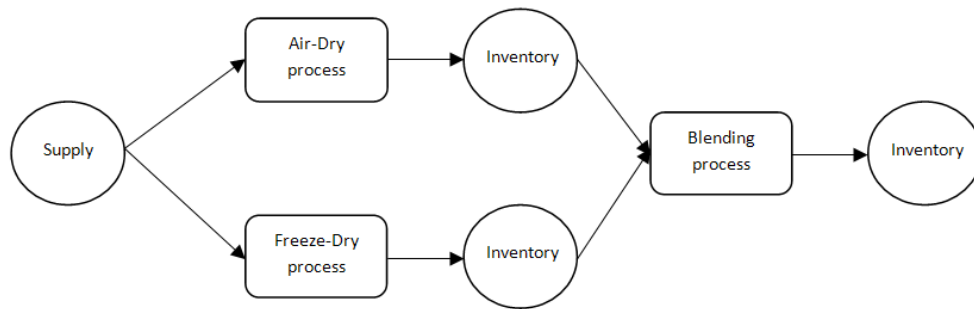 Supply
Air-Dry
process
Inventory
Freeze-Dry
process
Inventory
Blending
process
Inventory